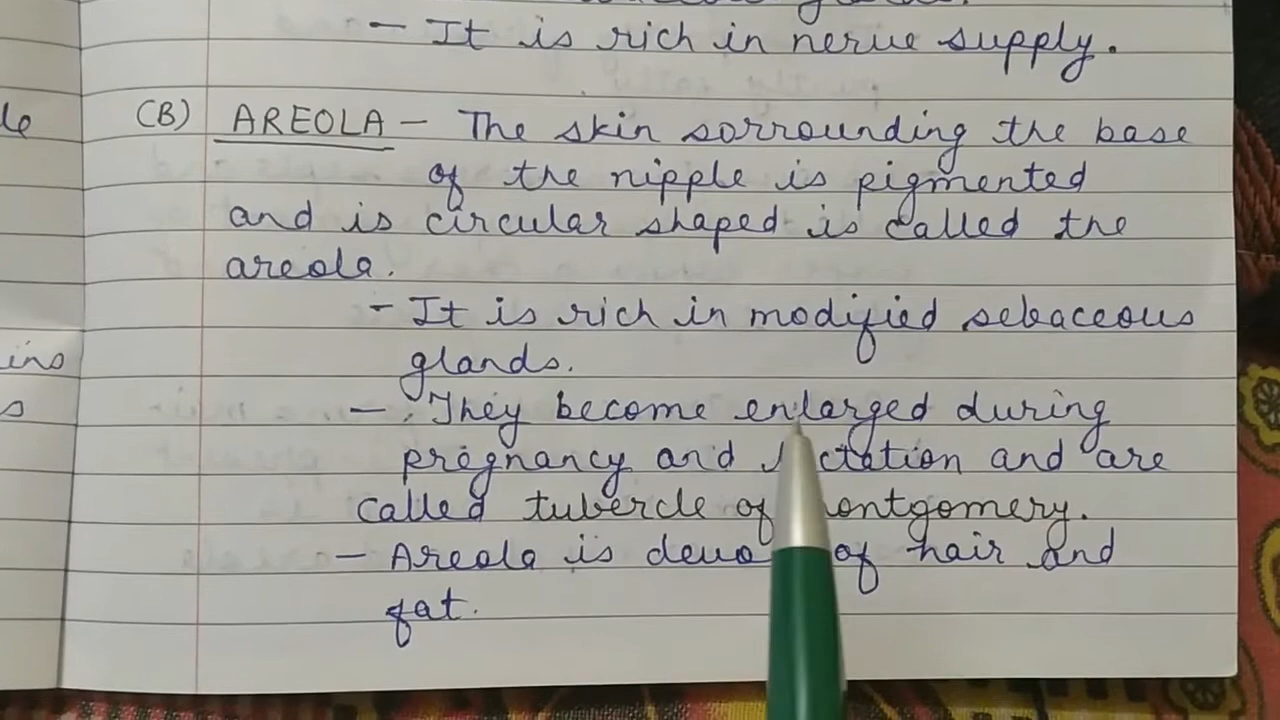 - It is rich in nerve supply.
(B) AREOLA - The skin sorrounding the base
of the nipple is pigmented
and is circular shaped is called the
areola.
- It is rich in modified sebaceous
glands.
- They become enlarged during
pregnancy and and are
called tubercle of
- Areola is of hair and
fat.